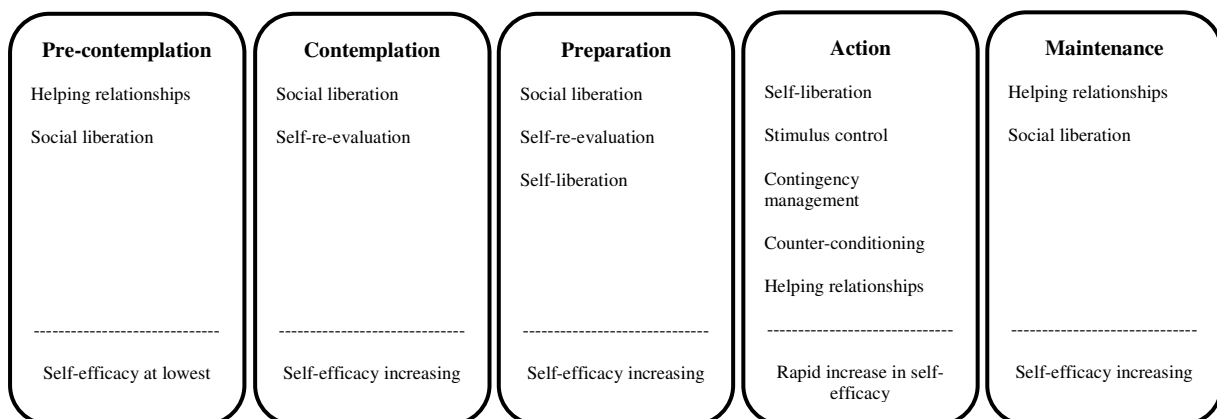 Pre-contemplation
Helping relationships
Social liberation
---------------------------------
Self-efficacy at lowest
Contemplation
Social liberation
Self-re-evaluation
---------------------------------
Self-efficacy increasing
Preparation
Social liberation
Self-re-evaluation
Self-liberation
---------------------------------
Self-efficacy increasing
Action
Self-liberation
Stimulus control
Contingency
management
Counter-conditioning
Helping relationships
---------------------------------
Rapid increase in self-
efficacy
Maintenance
Helping relationships
Social liberation
---------------------------------
Self-efficacy increasing